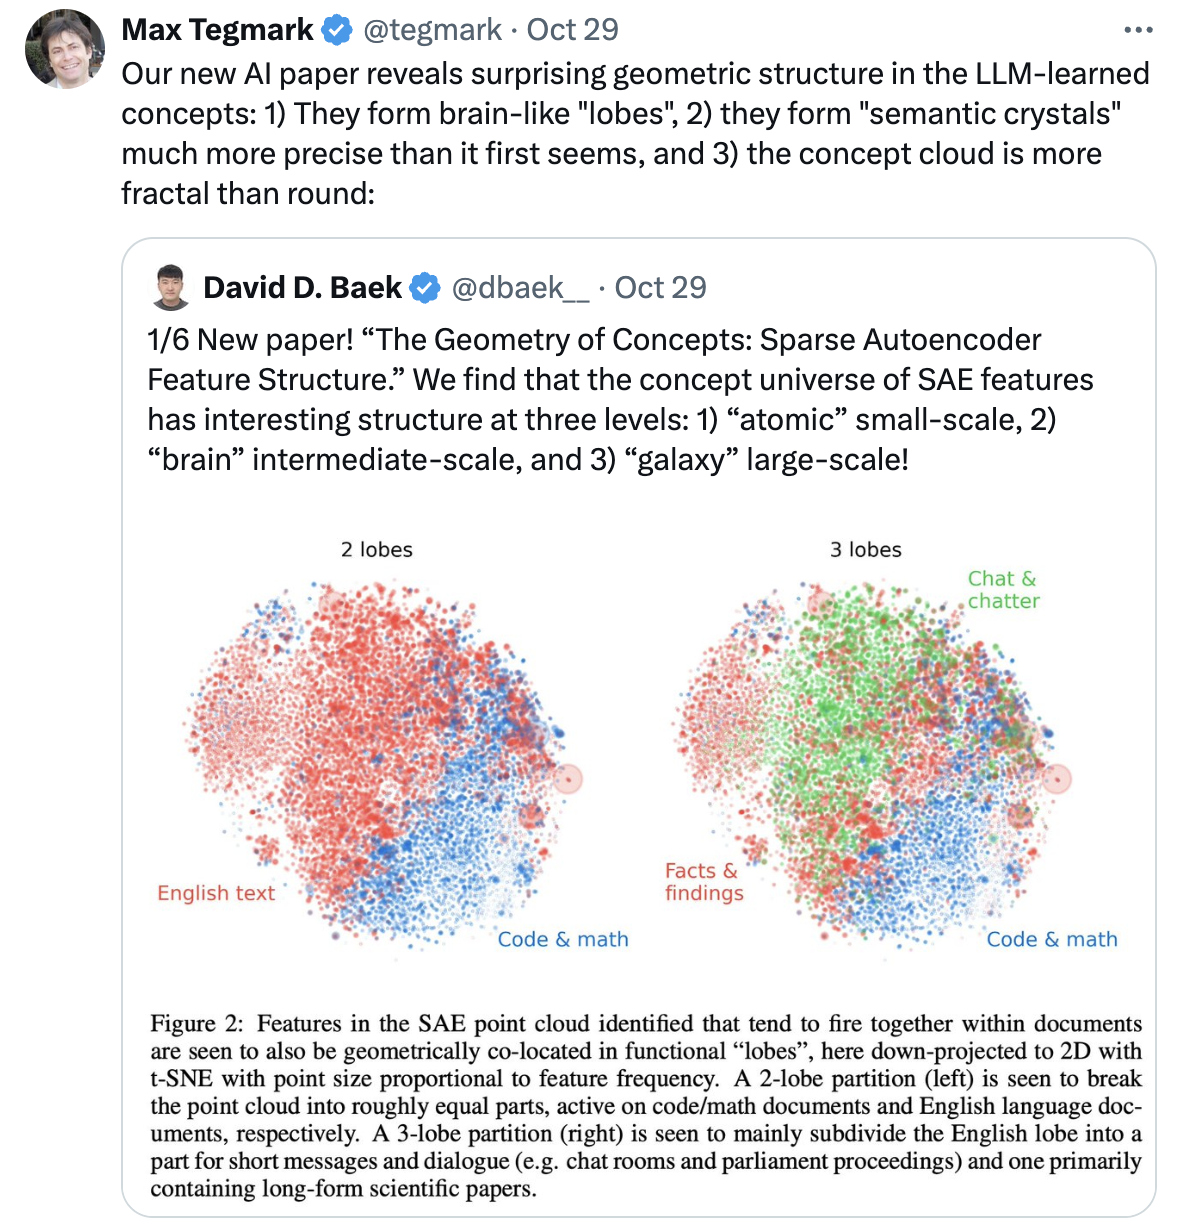 Max Tegmark @tegmark · Oct 29
Our new AI paper reveals surprising geometric structure in the LLM-learned
concepts: 1) They form brain-like "lobes", 2) they form "semantic crystals"
much more precise than it first seems, and 3) the concept cloud is more
fractal than round:
David D. Baek @dbaek__ · Oct 29
1/6 New paper! “The Geometry of Concepts: Sparse Autoencoder
Feature Structure.” We find that the concept universe of SAE features
has interesting structure at three levels: 1) “atomic” small-scale, 2)
“brain” intermediate-scale, and 3) “galaxy” large-scale!
2 lobes
English text
Code & math
3 lobes
Chat &
chatter
Facts &
findings
Code & math
Figure 2: Features in the SAE point cloud identified that tend to fire together within documents
are seen to also be geometrically co-located in functional “lobes”, here down-projected to 2D with
t-SNE with point size proportional to feature frequency. A 2-lobe partition (left) is seen to break
the point cloud into roughly equal parts, active on code/math documents and English language doc-
uments, respectively. A 3-lobe partition (right) is seen to mainly subdivide the English lobe into a
part for short messages and dialogue (e.g. chat rooms and parliament proceedings) and one primarily
containing long-form scientific papers.